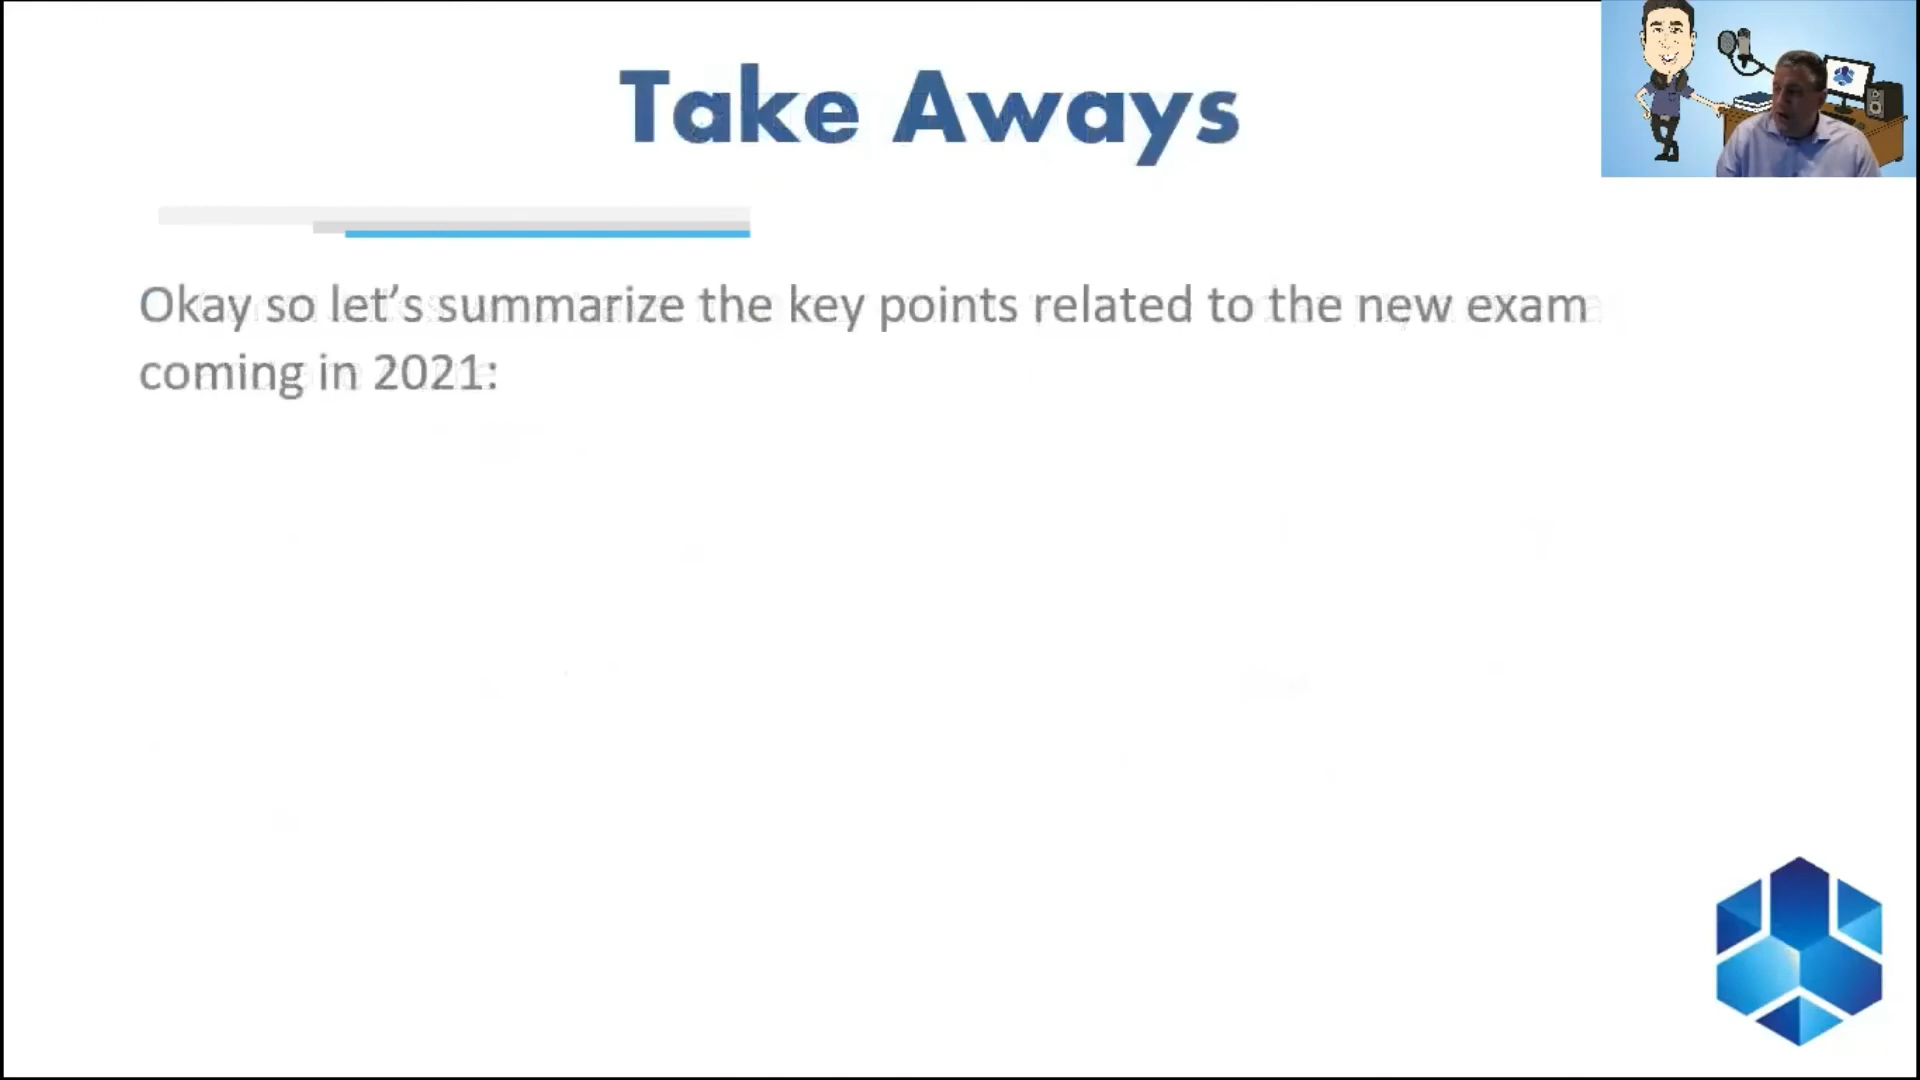 Take Aways
Okay so let's summarize the key points related to the new exam
coming in 2021: